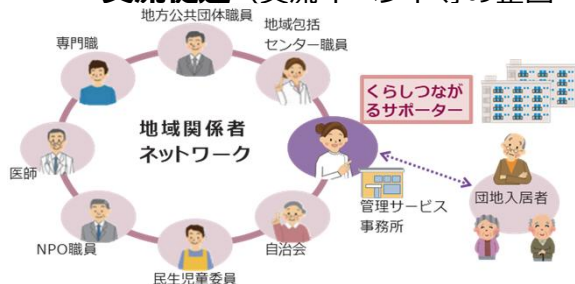 地方公共団体職員
地域包括
センター職員
専門職
くらしつなが
るサポーター
地域関係者
ネットワーク
医師
団地入居者
管理サービス
事務所
NPO職員
自治会
民生児童委員